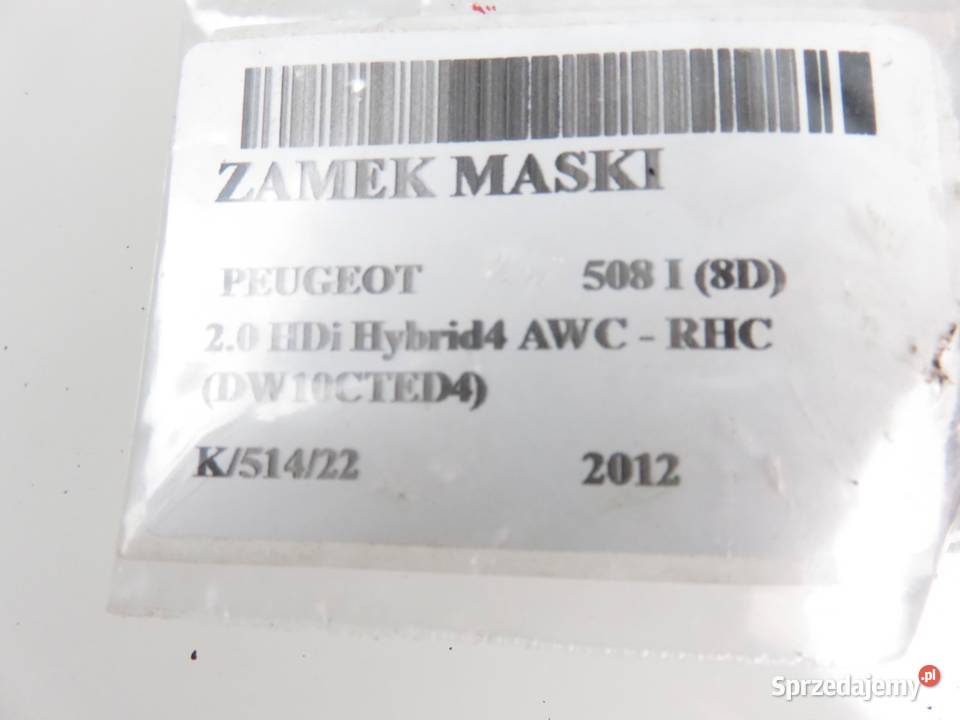 ZAMEK MASKI
PEUGEOT 508 I (8D)
2.0 HDi Hybrid4 AWC - RHC
(DW10CTED4)
K/514/22 2012
Sprzedajemy.pl